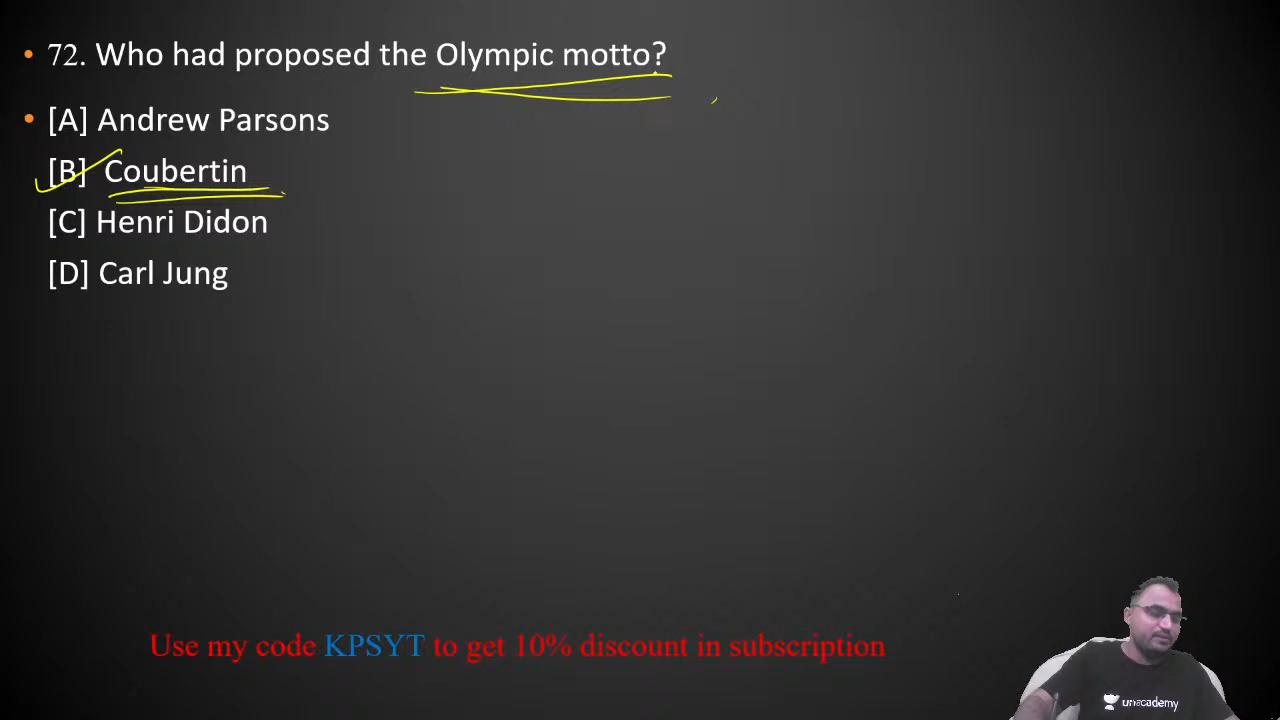 • 72. Who had proposed the Olympic motto?
• [A] Andrew Parsons
[B] Coubertin
[C] Henri Didon
[D] Carl Jung
Use my code KPSYT to get 10% discount in subscription
unacademy